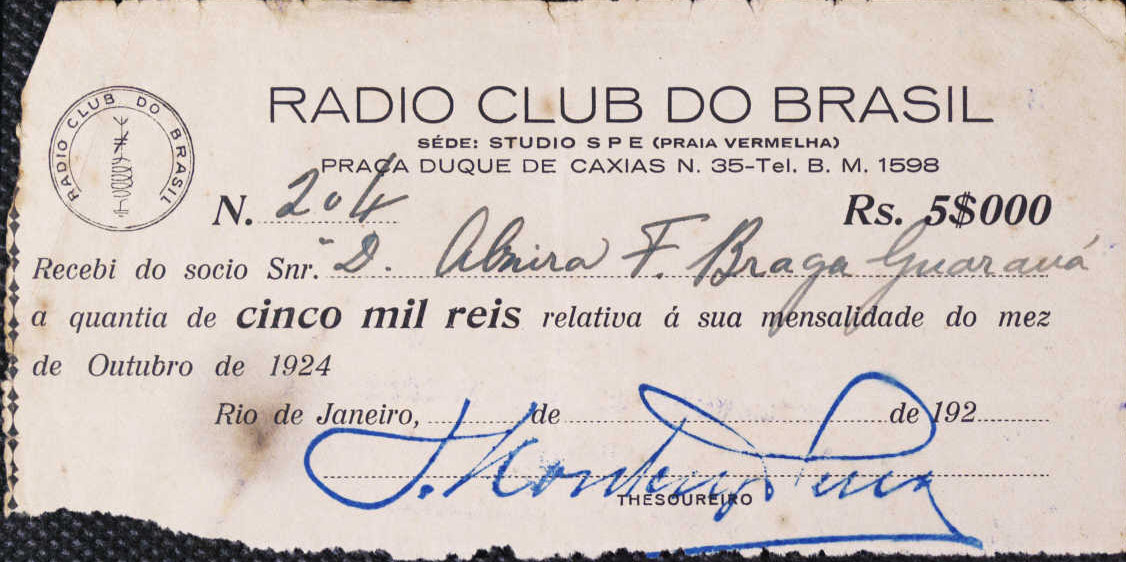 RADIO CLUB DO BRASIL
RADIO CLUB DO BRASIL
SÉDE: STUDIO S P E (PRAIA VERMELHA)
PRAÇA DUQUE DE CAXIAS N. 35-Tel. B. M. 1598
N. 204 Rs. 5$000
Recebi do socio Snr. D. Almira F. Braga Guaraná
a quantia de cinco mil reis relativa á sua mensalidade do mez
de Outubro de 1924
Rio de Janeiro, de de 192
THESOUREIRO